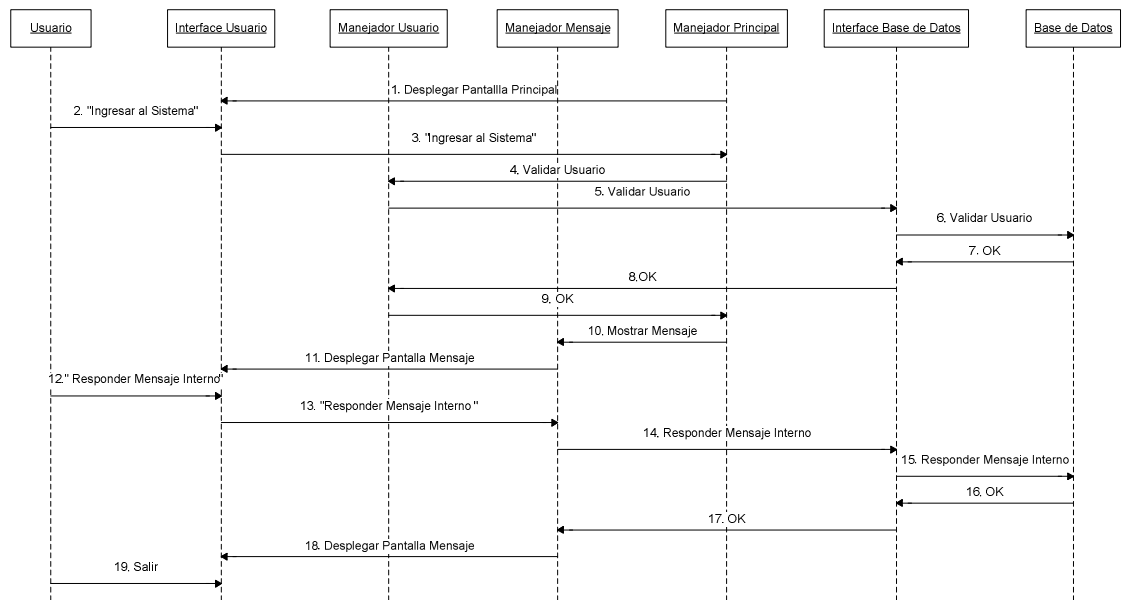 Usuario
Interface Usuario
Manejador Usuario
Manejador Mensaje
Manejador Principal
Interface Base de Datos
Base de Datos
1. Desplegar Pantallla Principal
2. "Ingresar al Sistema"
3. "Ingresar al Sistema"
4. Validar Usuario
5. Validar Usuario
6. Validar Usuario
7. OK
8.OK
9. OK
10. Mostrar Mensaje
11. Desplegar Pantalla Mensaje
12." Responder Mensaje Interno"
13. "Responder Mensaje Interno "
14. Responder Mensaje Interno
15. Responder Mensaje Interno
16. OK
17. OK
18. Desplegar Pantalla Mensaje
19. Salir